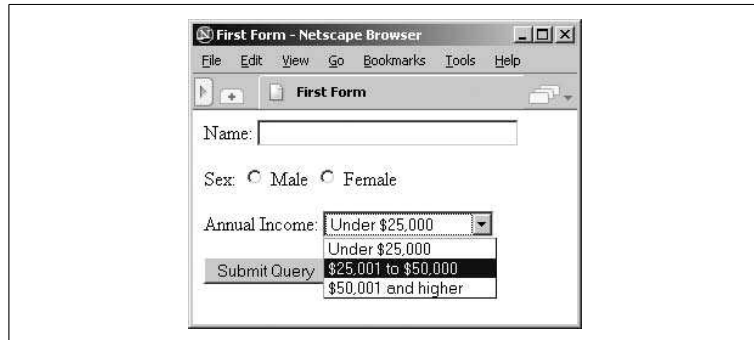 First Form - Netscape Browser
File Edit View Go Bookmarks Tools Help
First Form
Name:
Sex: Male Female
Annual Income: Under $25,000
Under $25,000
$25,001 to $50,000
$50,001 and higher
Submit Query